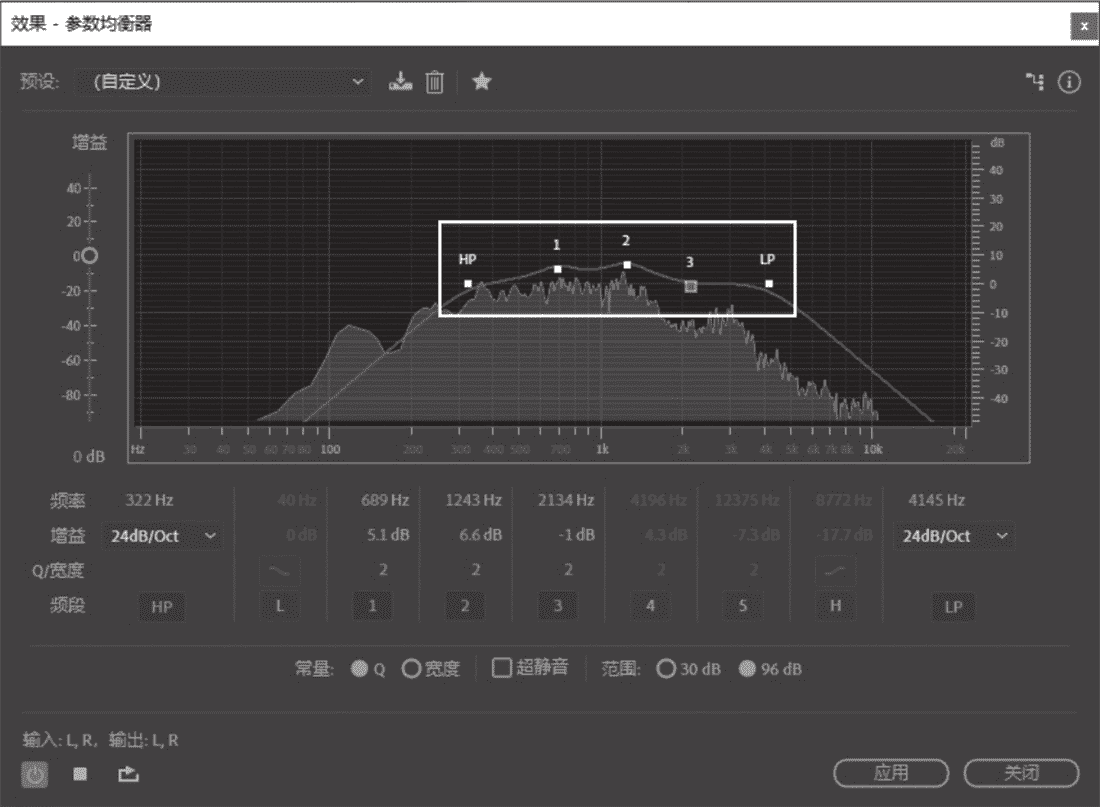 效果 - 参数均衡器
x
预设: (自定义)
增益
dB
40
20
0
-20
-40
-60
-80
0 dB
HP 1 2 3 LP
40
30
20
10
0
-10
-20
-30
-40
Hz 30 40 50 60 70 80 100 200 300 400 500 700 1k 2k 3k 4k 5k 6k 7k 8k 10k 20k
频率 322 Hz 40 Hz 689 Hz 1243 Hz 2134 Hz 4196 Hz 12375 Hz 8772 Hz 4145 Hz
增益 24dB/Oct 0 dB 5.1 dB 6.6 dB -1 dB 4.3 dB -7.3 dB -17.7 dB 24dB/Oct
Q/宽度 2 2 2 2 2
频段 HP L 1 2 3 4 5 H LP
常量: Q 宽度 超静音 范围: 30 dB 96 dB
输入: L, R, 输出: L, R
应用 关闭